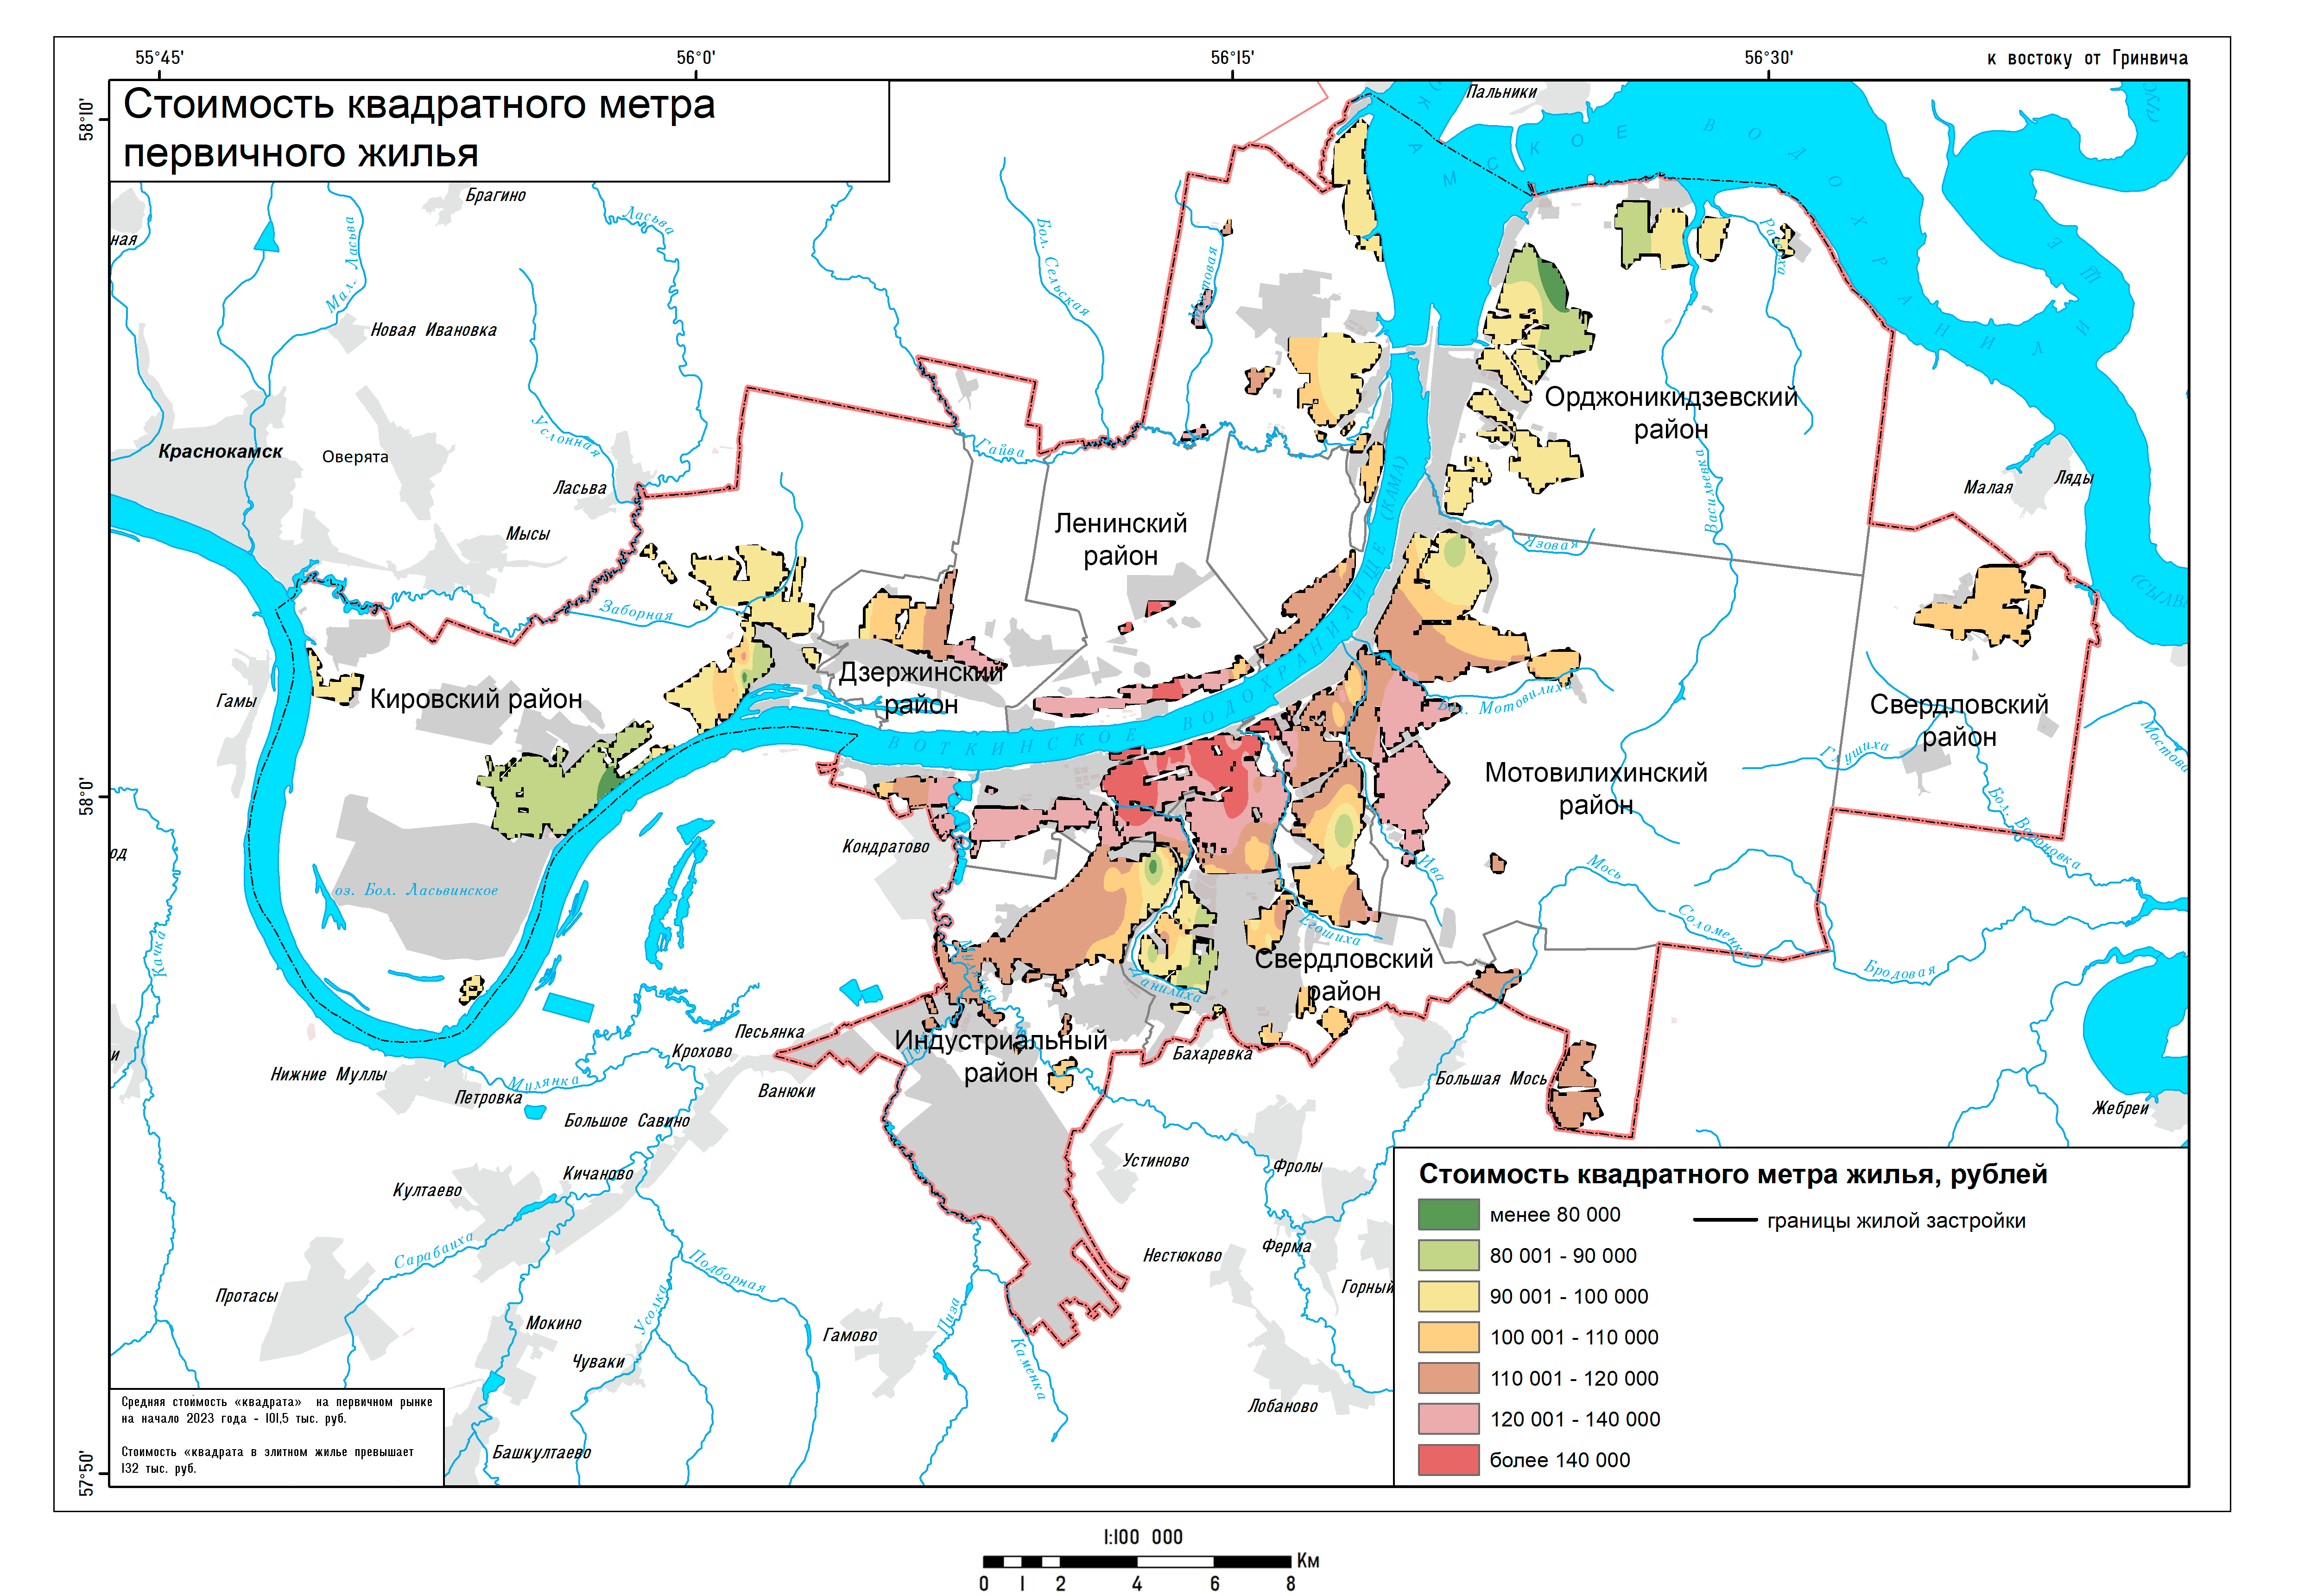 55°45'
56°0'
56°15'
56°30'
к востоку от Гринвича
58°10'
58°0'
57°50'
Стоимость квадратного метра
первичного жилья
Пальники
КАМСКОЕ ВОДОХРАНИЛИЩЕ
Брагино
ная
Мал. Ласьва
Ласьва
Бол. Сельская
Рассоха
Новая Ивановка
Краснокамск
Оверята
Услонка
Ласьва
Мысы
Гайва
Орджоникидзевский
район
Васильевка
Малая
Ляды
Ленинский
район
(КАМА)
Язовая
Заборная
Гамы
Кировский район
Дзержинский
район
ВОТКИНСКОЕ ВОДОХРАНИЛИЩЕ
Бол. Мотовилиха
Свердловский
район
Глушиха
Мостовая
Мотовилихинский
район
Бол. Вороновка
Кондратово
од
оз. Бол. Ласьвинское
Ива
Мось
Соломенка
Бродовая
Качка
Мулянка
Егошиха
Свердловский
район
Данилиха
Песьянка
Крохово
Индустриальный
район
Бахаревка
Ванюки
и
Нижние Муллы
Мулянка
Петровка
Большая Мось
Жебреи
Большое Савино
Кичаново
Култаево
Устиново
Фролы
Сарабаиха
Подборная
Нестюково
Ферма
Горный
Протасы
Мокино
Усолка
Гамово
Пиза
Каменка
Чуваки
Лобаново
Башкултаево
Стоимость квадратного метра жилья, рублей
менее 80 000
границы жилой застройки
80 001 - 90 000
90 001 - 100 000
100 001 - 110 000
110 001 - 120 000
120 001 - 140 000
более 140 000
Средняя стоимость «квадрата» на первичном рынке
на начало 2023 года - 101,5 тыс. руб.
Стоимость «квадрата в элитном жилье превышает
132 тыс. руб.
1:100 000
0 1 2 4 6 8 Км